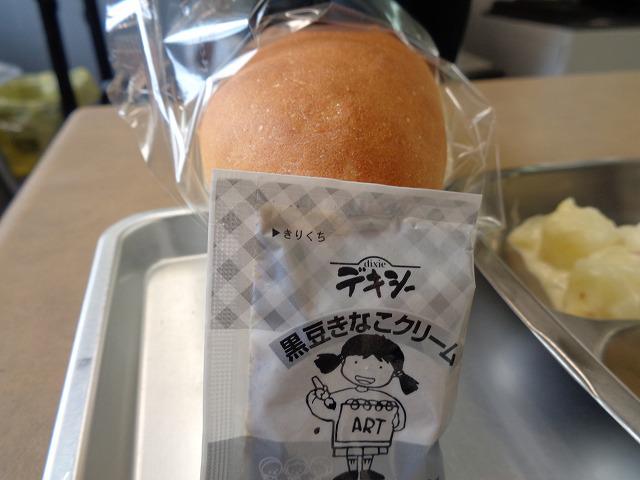 ▶きりくち
dixie
デキシー
黒豆きなこクリーム
ART